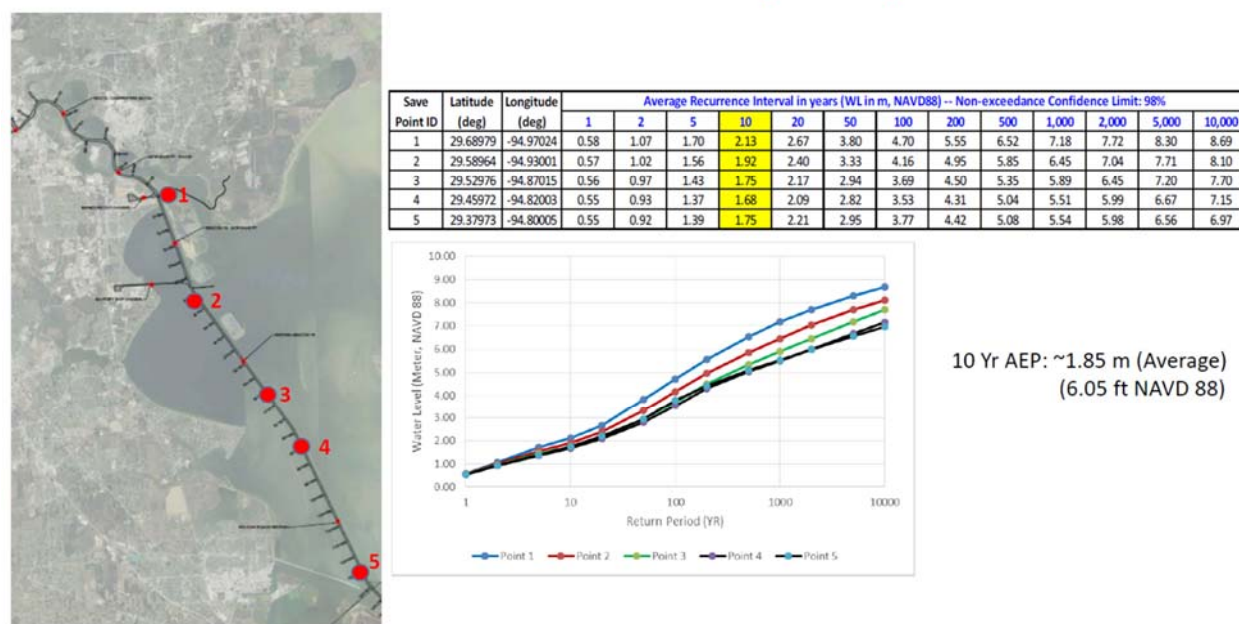 1
2
3
4
5
Save Point ID Latitude (deg) Longitude (deg) Average Recurrence Interval in years (WL in m, NAVD88) -- Non-exceedance Confidence Limit: 98%
1 2 5 10 20 50 100 200 500 1,000 2,000 5,000 10,000
1 29.68979 -94.97024 0.58 1.07 1.70 2.13 2.67 3.80 4.70 5.55 6.52 7.18 7.72 8.30 8.69
2 29.58964 -94.93001 0.57 1.02 1.56 1.92 2.40 3.33 4.16 4.95 5.85 6.45 7.04 7.71 8.10
3 29.52976 -94.87015 0.56 0.97 1.43 1.75 2.17 2.94 3.69 4.50 5.35 5.89 6.45 7.20 7.70
4 29.45972 -94.82003 0.55 0.93 1.37 1.68 2.09 2.82 3.53 4.31 5.04 5.51 5.99 6.67 7.15
5 29.37973 -94.80005 0.55 0.92 1.39 1.75 2.21 2.95 3.77 4.42 5.08 5.54 5.98 6.56 6.97
Water Level (Meter, NAVD 88)
10.00
9.00
8.00
7.00
6.00
5.00
4.00
3.00
2.00
1.00
0.00
1 10 100 1000 10000
Return Period (YR)
Point 1 Point 2 Point 3 Point 4 Point 5
10 Yr AEP: ~1.85 m (Average)
(6.05 ft NAVD 88)